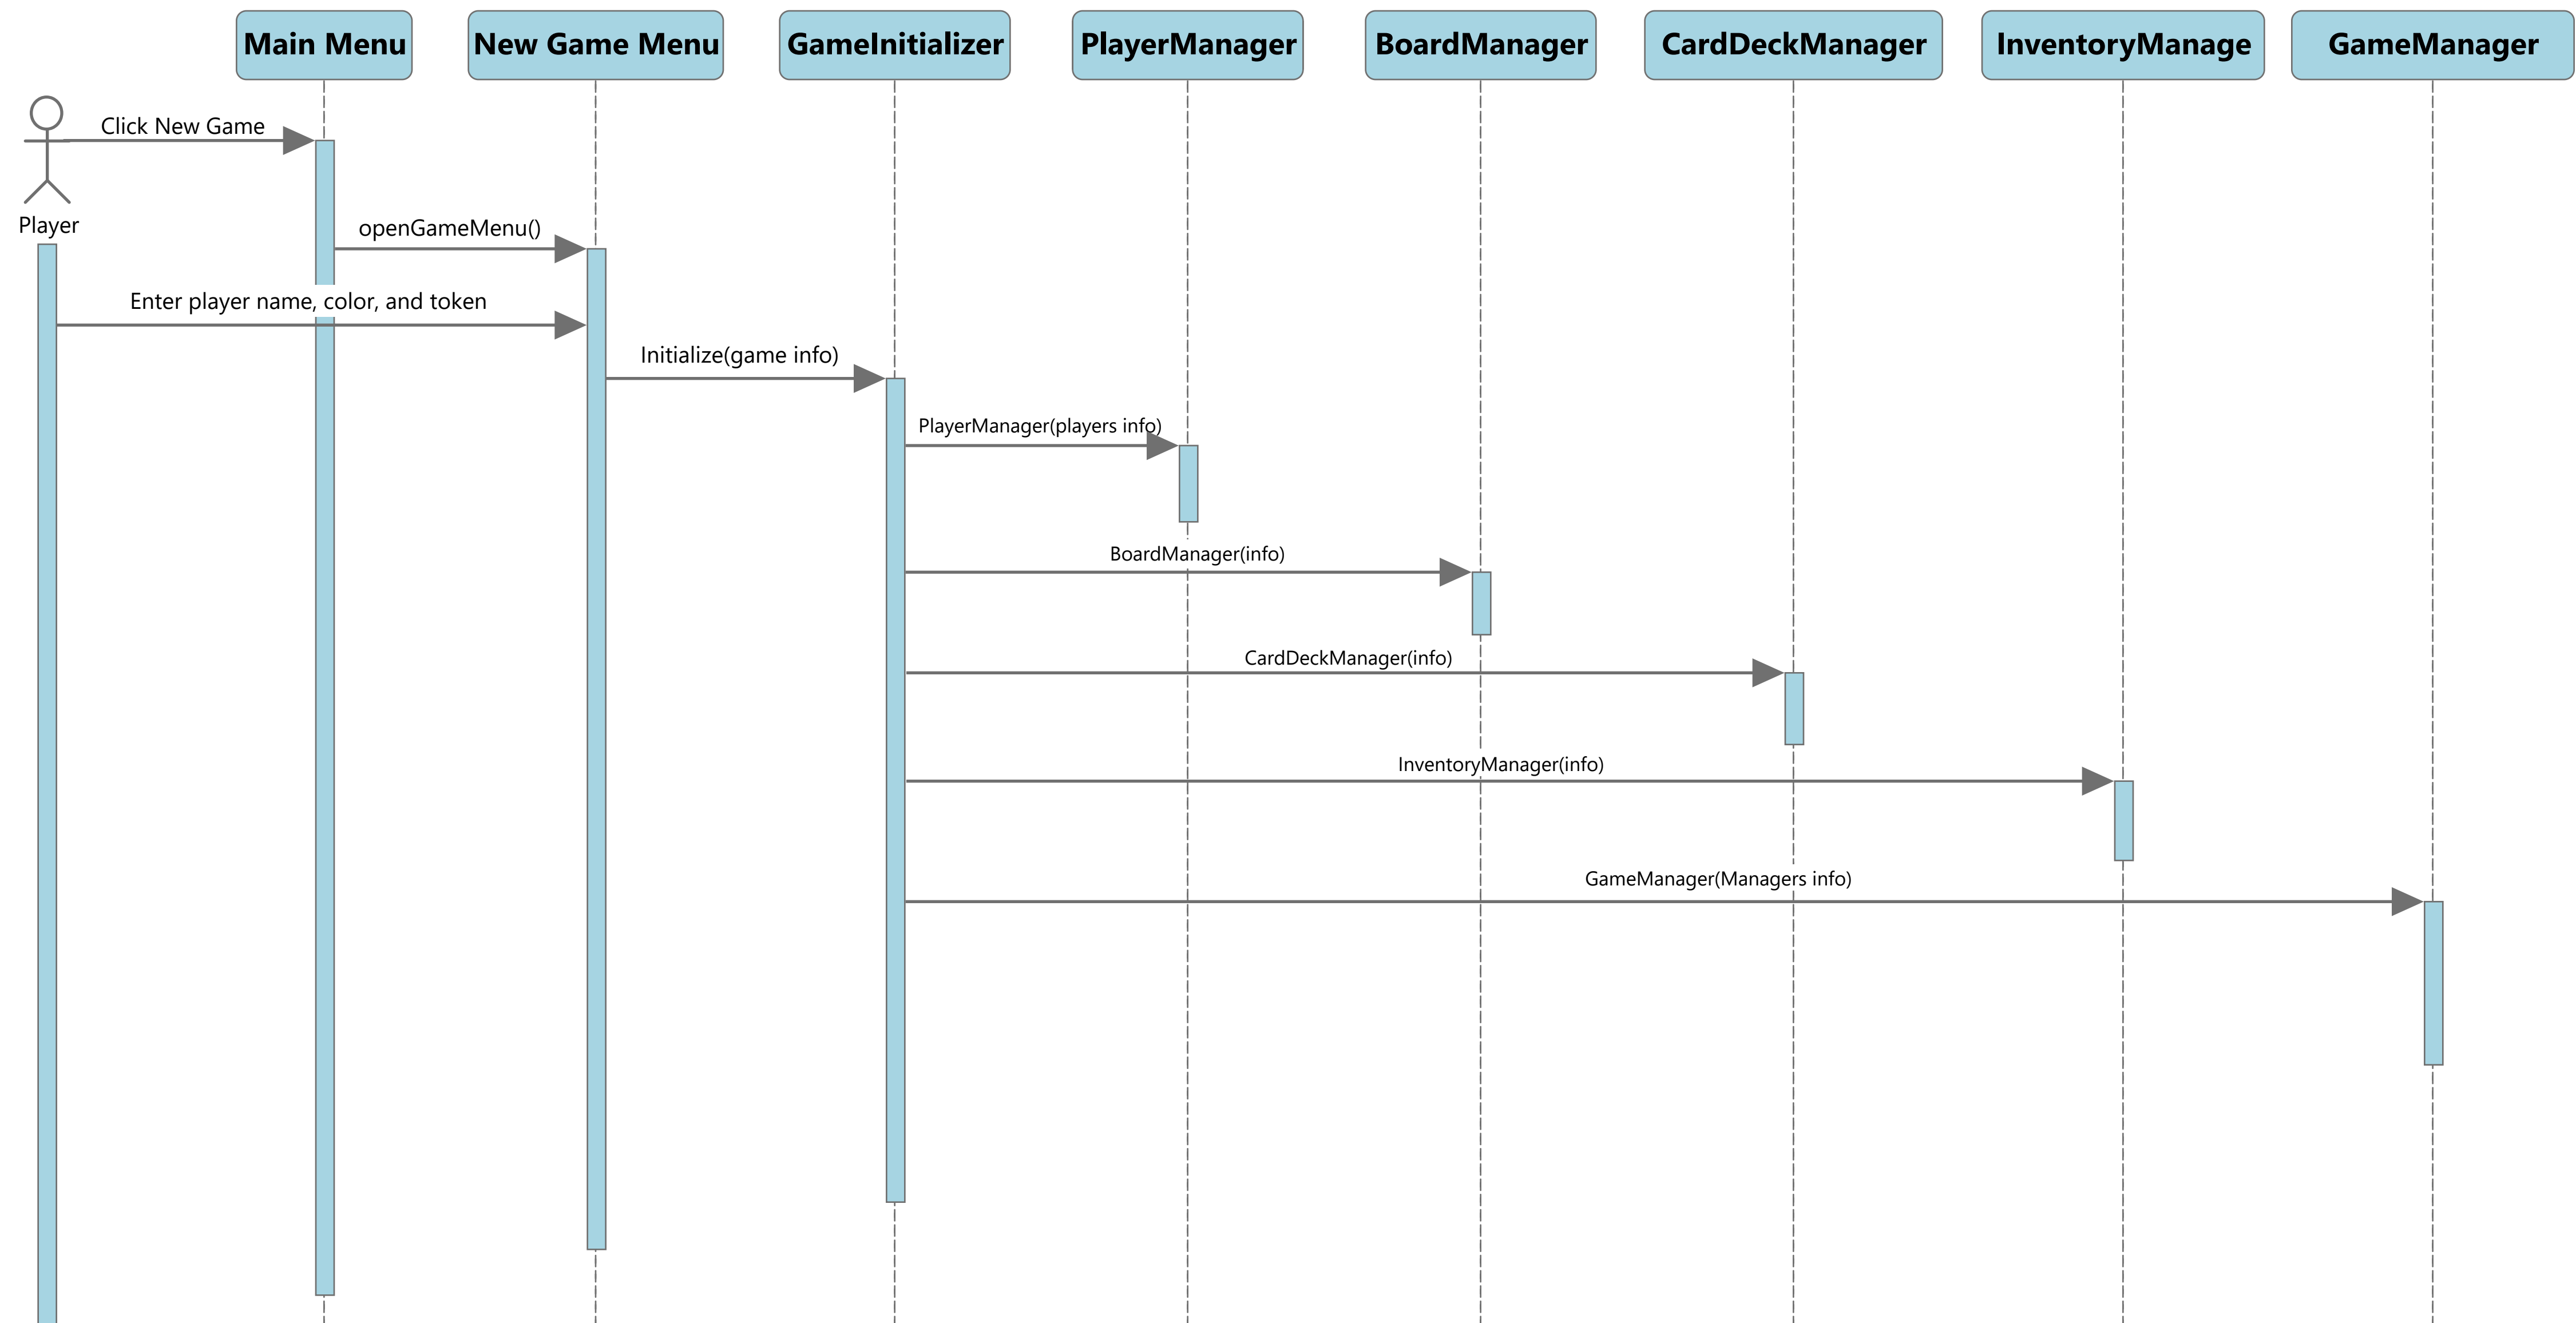 Main Menu
New Game Menu
GameInitializer
PlayerManager
BoardManager
CardDeckManager
InventoryManage
GameManager
Click New Game
Player
openGameMenu()
Enter player name, color, and token
Initialize(game info)
PlayerManager(players info)
BoardManager(info)
CardDeckManager(info)
InventoryManager(info)
GameManager(Managers info)